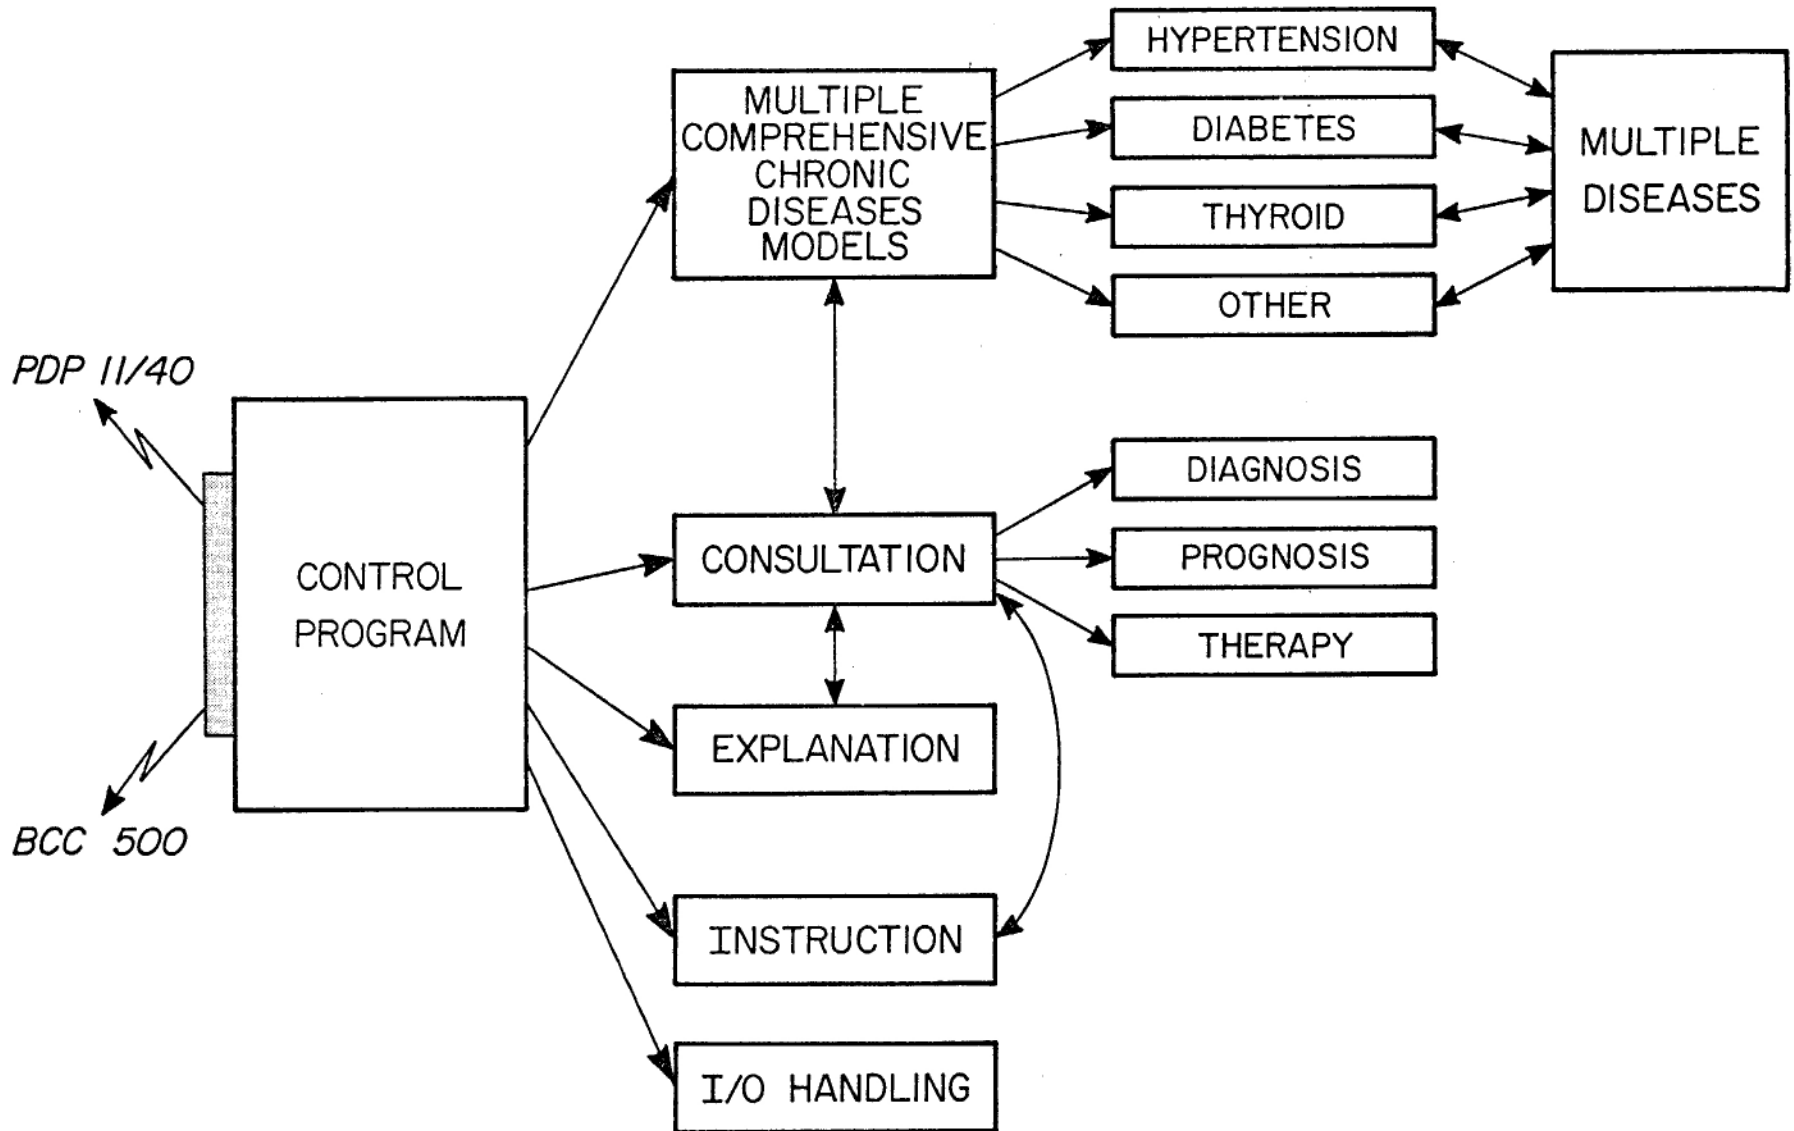 PDP 11/40
BCC 500
CONTROL
PROGRAM
MULTIPLE
COMPREHENSIVE
CHRONIC
DISEASES
MODELS
CONSULTATION
EXPLANATION
INSTRUCTION
I/O HANDLING
HYPERTENSION
DIABETES
THYROID
OTHER
DIAGNOSIS
PROGNOSIS
THERAPY
MULTIPLE
DISEASES